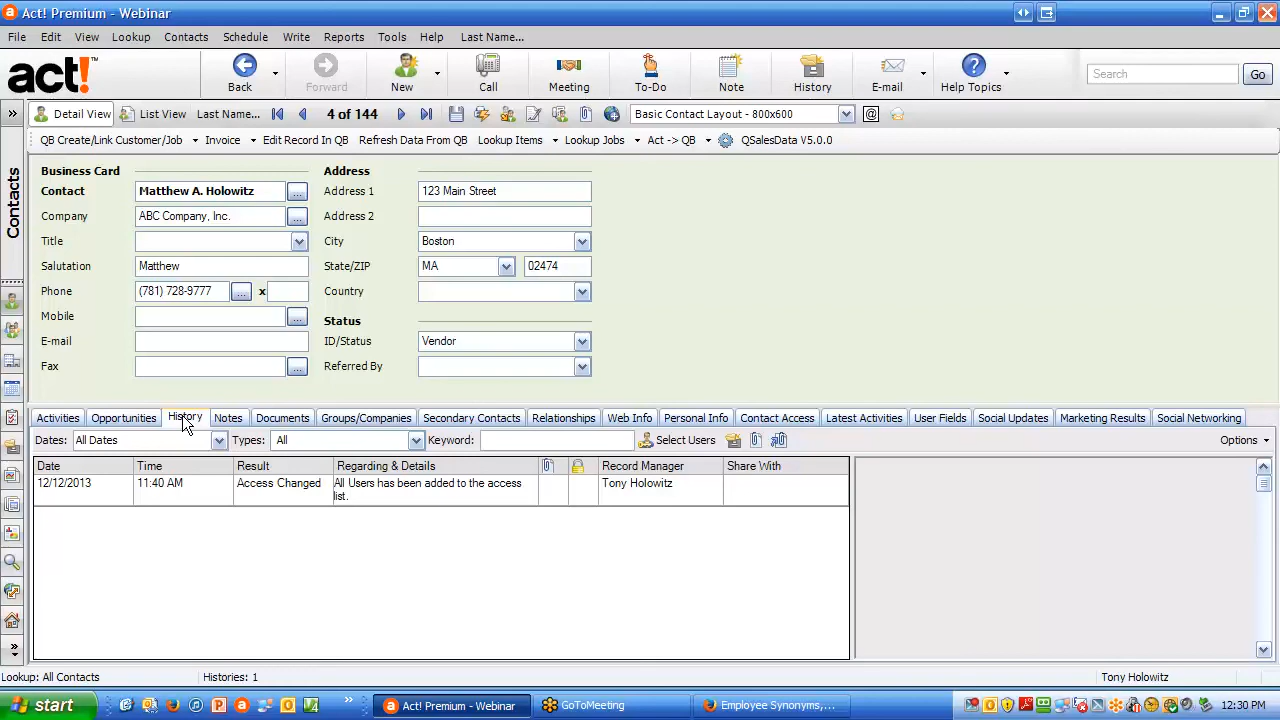 Act! Premium - Webinar
File Edit View Lookup Contacts Schedule Write Reports Tools Help Last Name...
act! Back Forward New Call Meeting To-Do Note History E-mail Help Topics Search Go
Detail View List View Last Name... 4 of 144 Basic Contact Layout - 800x600
QB Create/Link Customer/Job Invoice Edit Record In QB Refresh Data From QB Lookup Items Lookup Jobs Act -> QB QSalesData V5.0.0
Contacts
Business Card Address
Contact Matthew A. Holowitz Address 1 123 Main Street
Company ABC Company, Inc. Address 2
Title City Boston
Salutation Matthew State/ZIP MA 02474
Phone (781) 728-9777 x Country
Mobile Status
E-mail ID/Status Vendor
Fax Referred By
Activities Opportunities History Notes Documents Groups/Companies Secondary Contacts Relationships Web Info Personal Info Contact Access Latest Activities User Fields Social Updates Marketing Results Social Networking
Dates: All Dates Types: All Keyword: Select Users Options
Date Time Result Regarding & Details Record Manager Share With
12/12/2013 11:40 AM Access Changed All Users has been added to the access Tony Holowitz
list.
Lookup: All Contacts Histories: 1 Tony Holowitz
start Act! Premium - Webinar GoToMeeting Employee Synonyms,... 12:30 PM